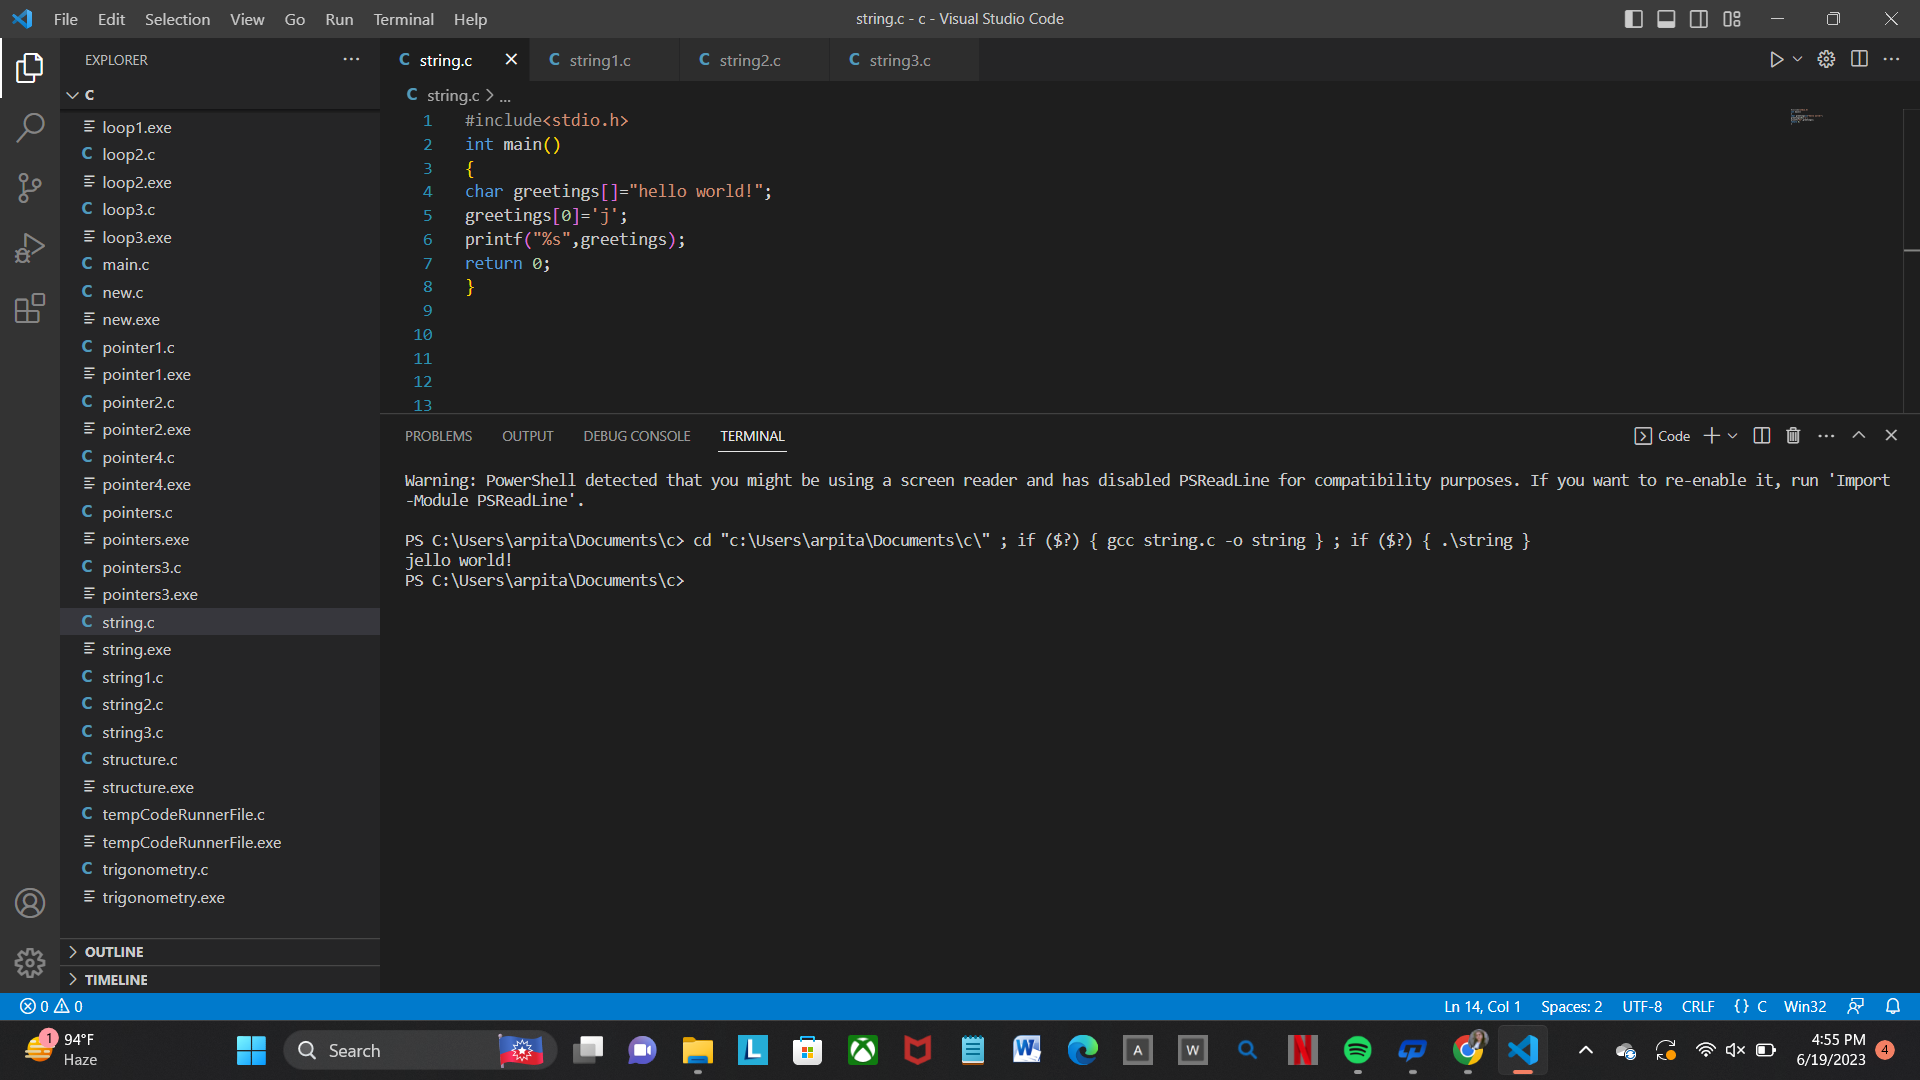 File Edit Selection View Go Run Terminal Help
string.c - c - Visual Studio Code
EXPLORER
C
loop1.exe
C loop2.c
loop2.exe
C loop3.c
loop3.exe
C main.c
C new.c
new.exe
C pointer1.c
pointer1.exe
C pointer2.c
pointer2.exe
C pointer4.c
pointer4.exe
C pointers.c
pointers.exe
C pointers3.c
pointers3.exe
C string.c
string.exe
C string1.c
C string2.c
C string3.c
C structure.c
structure.exe
C tempCodeRunnerFile.c
tempCodeRunnerFile.exe
C trigonometry.c
trigonometry.exe
OUTLINE
TIMELINE
C string.c C string1.c C string2.c C string3.c
C string.c > ...
1 #include<stdio.h>
2 int main()
3 {
4 char greetings[]="hello world!";
5 greetings[0]='j';
6 printf("%s",greetings);
7 return 0;
8 }
9
10
11
12
13
PROBLEMS OUTPUT DEBUG CONSOLE TERMINAL
Code
Warning: PowerShell detected that you might be using a screen reader and has disabled PSReadLine for compatibility purposes. If you want to re-enable it, run 'Import
-Module PSReadLine'.
PS C:\Users\arpita\Documents\c> cd "c:\Users\arpita\Documents\c\" ; if ($?) { gcc string.c -o string } ; if ($?) { .\string }
jello world!
PS C:\Users\arpita\Documents\c>
0 0
Ln 14, Col 1 Spaces: 2 UTF-8 CRLF {} C Win32
1
94°F
Haze
Search
L
W
A
W
N
4:55 PM
6/19/2023
4